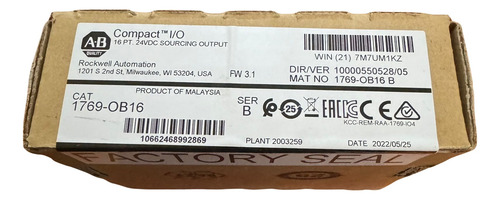 A-B
QUALITY
Compact I/O
16 PT. 24VDC SOURCING OUTPUT
Rockwell Automation
1201 S 2nd St, Milwaukee, WI 53204, USA
FW 3.1
WIN (21) 7M7UM1KZ
DIR/VER 10000550528/05
MAT NO 1769-OB16 B
PRODUCT OF MALAYSIA
CAT
1769-OB16
SER
B
25
KCC-REM-RAA-1769-IO4
10662468992869
PLANT 2003259
DATE 2022/05/25
FACTORY SEAL